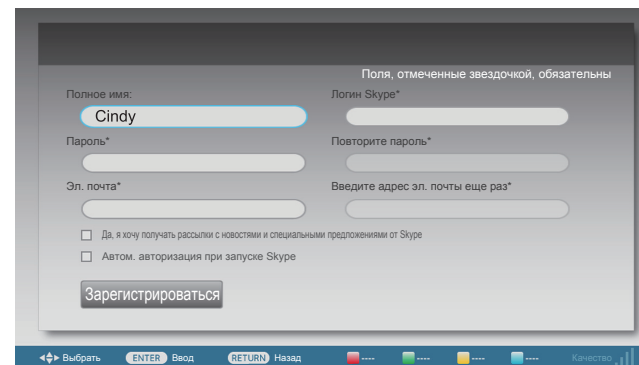 Поля, отмеченные звездочкой, обязательны
Полное имя: Логин Skype*
Cindy
Пароль* Повторите пароль*
Эл. почта* Введите адрес эл. почты еще раз*
Да, я хочу получать рассылки с новостями и специальными предложениями от Skype
Автом. авторизация при запуске Skype
Зарегистрироваться
Выбрать ENTER Ввод RETURN Назад ---- ---- ---- ---- Качество